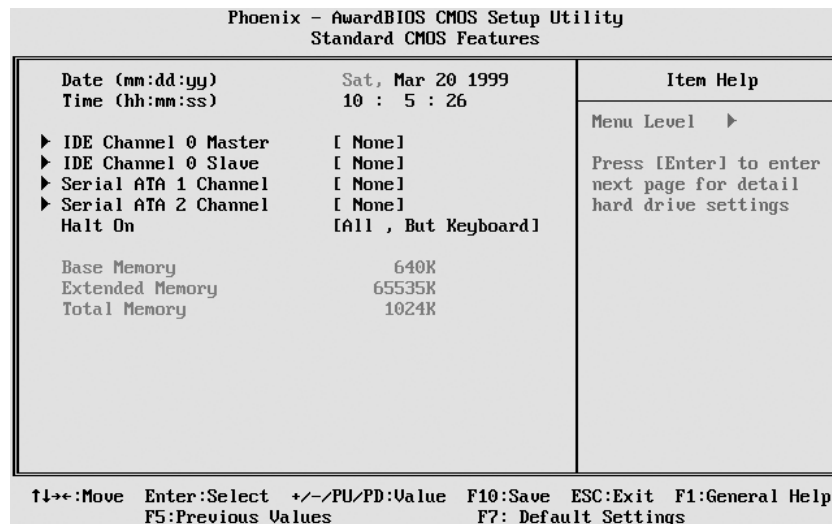 Phoenix - AwardBIOS CMOS Setup Utility
Standard CMOS Features
Date (mm:dd:yy) Sat, Mar 20 1999
Time (hh:mm:ss) 10 : 5 : 26
▶ IDE Channel 0 Master [ None]
▶ IDE Channel 0 Slave [ None]
▶ Serial ATA 1 Channel [ None]
▶ Serial ATA 2 Channel [ None]
Halt On [All , But Keyboard]
Base Memory 640K
Extended Memory 65535K
Total Memory 1024K
Item Help
Menu Level ▶
Press [Enter] to enter
next page for detail
hard drive settings
↑↓→←:Move Enter:Select +/-/PU/PD:Value F10:Save ESC:Exit F1:General Help
F5:Previous Values F7: Default Settings